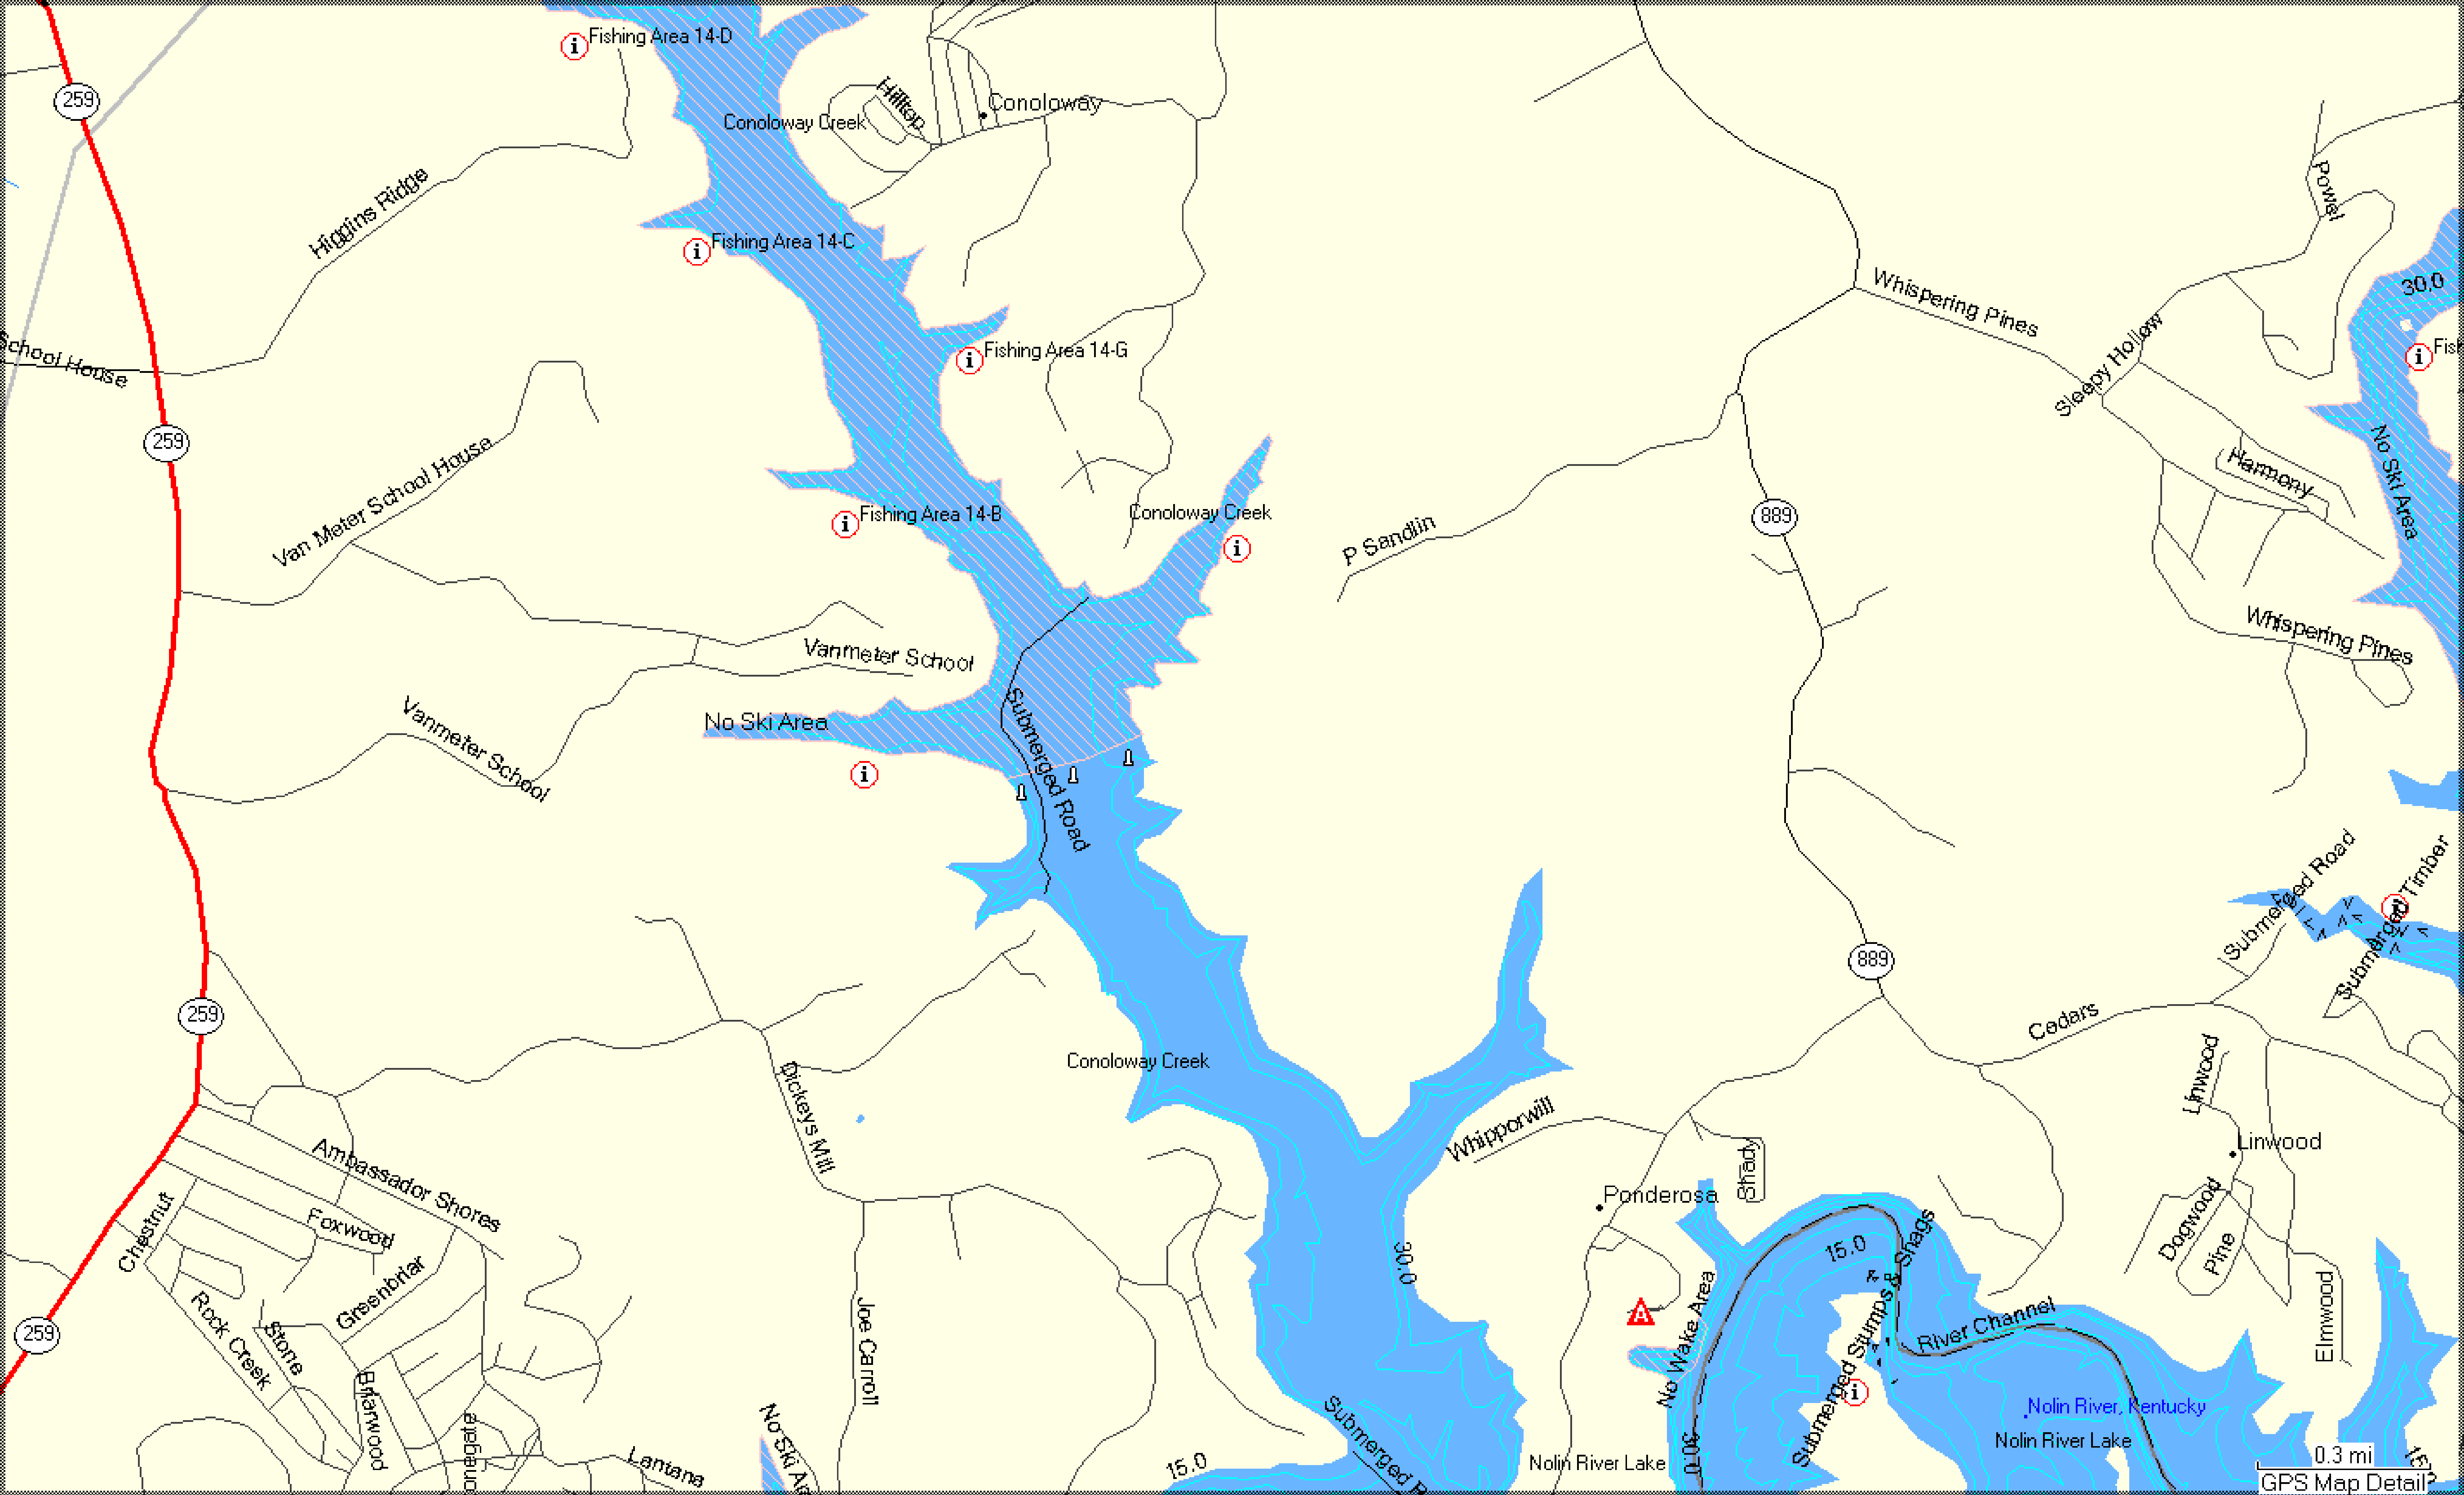 Fishing Area 14-D
259
Hilltop
Conoloway
Conoloway Creek
Powel
Higgins Ridge
Fishing Area 14-C
30.0
Whispering Pines
School House
Fishing Area 14-G
Sleepy Hollow
Fish
259
Van Meter School House
No Ski Area
Harmony
Fishing Area 14-B
Conoloway Creek
P Sandlin
889
Whispering Pines
Vanmeter School
No Ski Area
Submerged Road
Vanmeter School
Submerged Road
Submerged Timber
889
259
Cedars
Conoloway Creek
Dickeys Mill
Linwood
Whipporwill
Linwood
Shady
Ambassador Shores
Ponderosa
Chestnut
Foxwood
Dogwood
Pine
15.0
Submerged Stumps & Snags
30.0
Greenbriar
No Wake Area
River Channel
Elmwood
Rock Creek
Stone
259
Joe Carroll
Briarwood
Nolin River, Kentucky
Nolin River Lake
onegate
No Ski Are
Submerged R
Lantana
15.0
Nolin River Lake
30.0
0.3 mi
GPS Map Detail